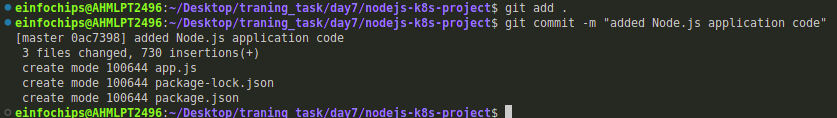 einfochips@AHMLPT2496:~/Desktop/traning_task/day7/nodejs-k8s-project$ git add .
einfochips@AHMLPT2496:~/Desktop/traning_task/day7/nodejs-k8s-project$ git commit -m "added Node.js application code"
[master 0ac7398] added Node.js application code
 3 files changed, 730 insertions(+)
 create mode 100644 app.js
 create mode 100644 package-lock.json
 create mode 100644 package.json
einfochips@AHMLPT2496:~/Desktop/traning_task/day7/nodejs-k8s-project$